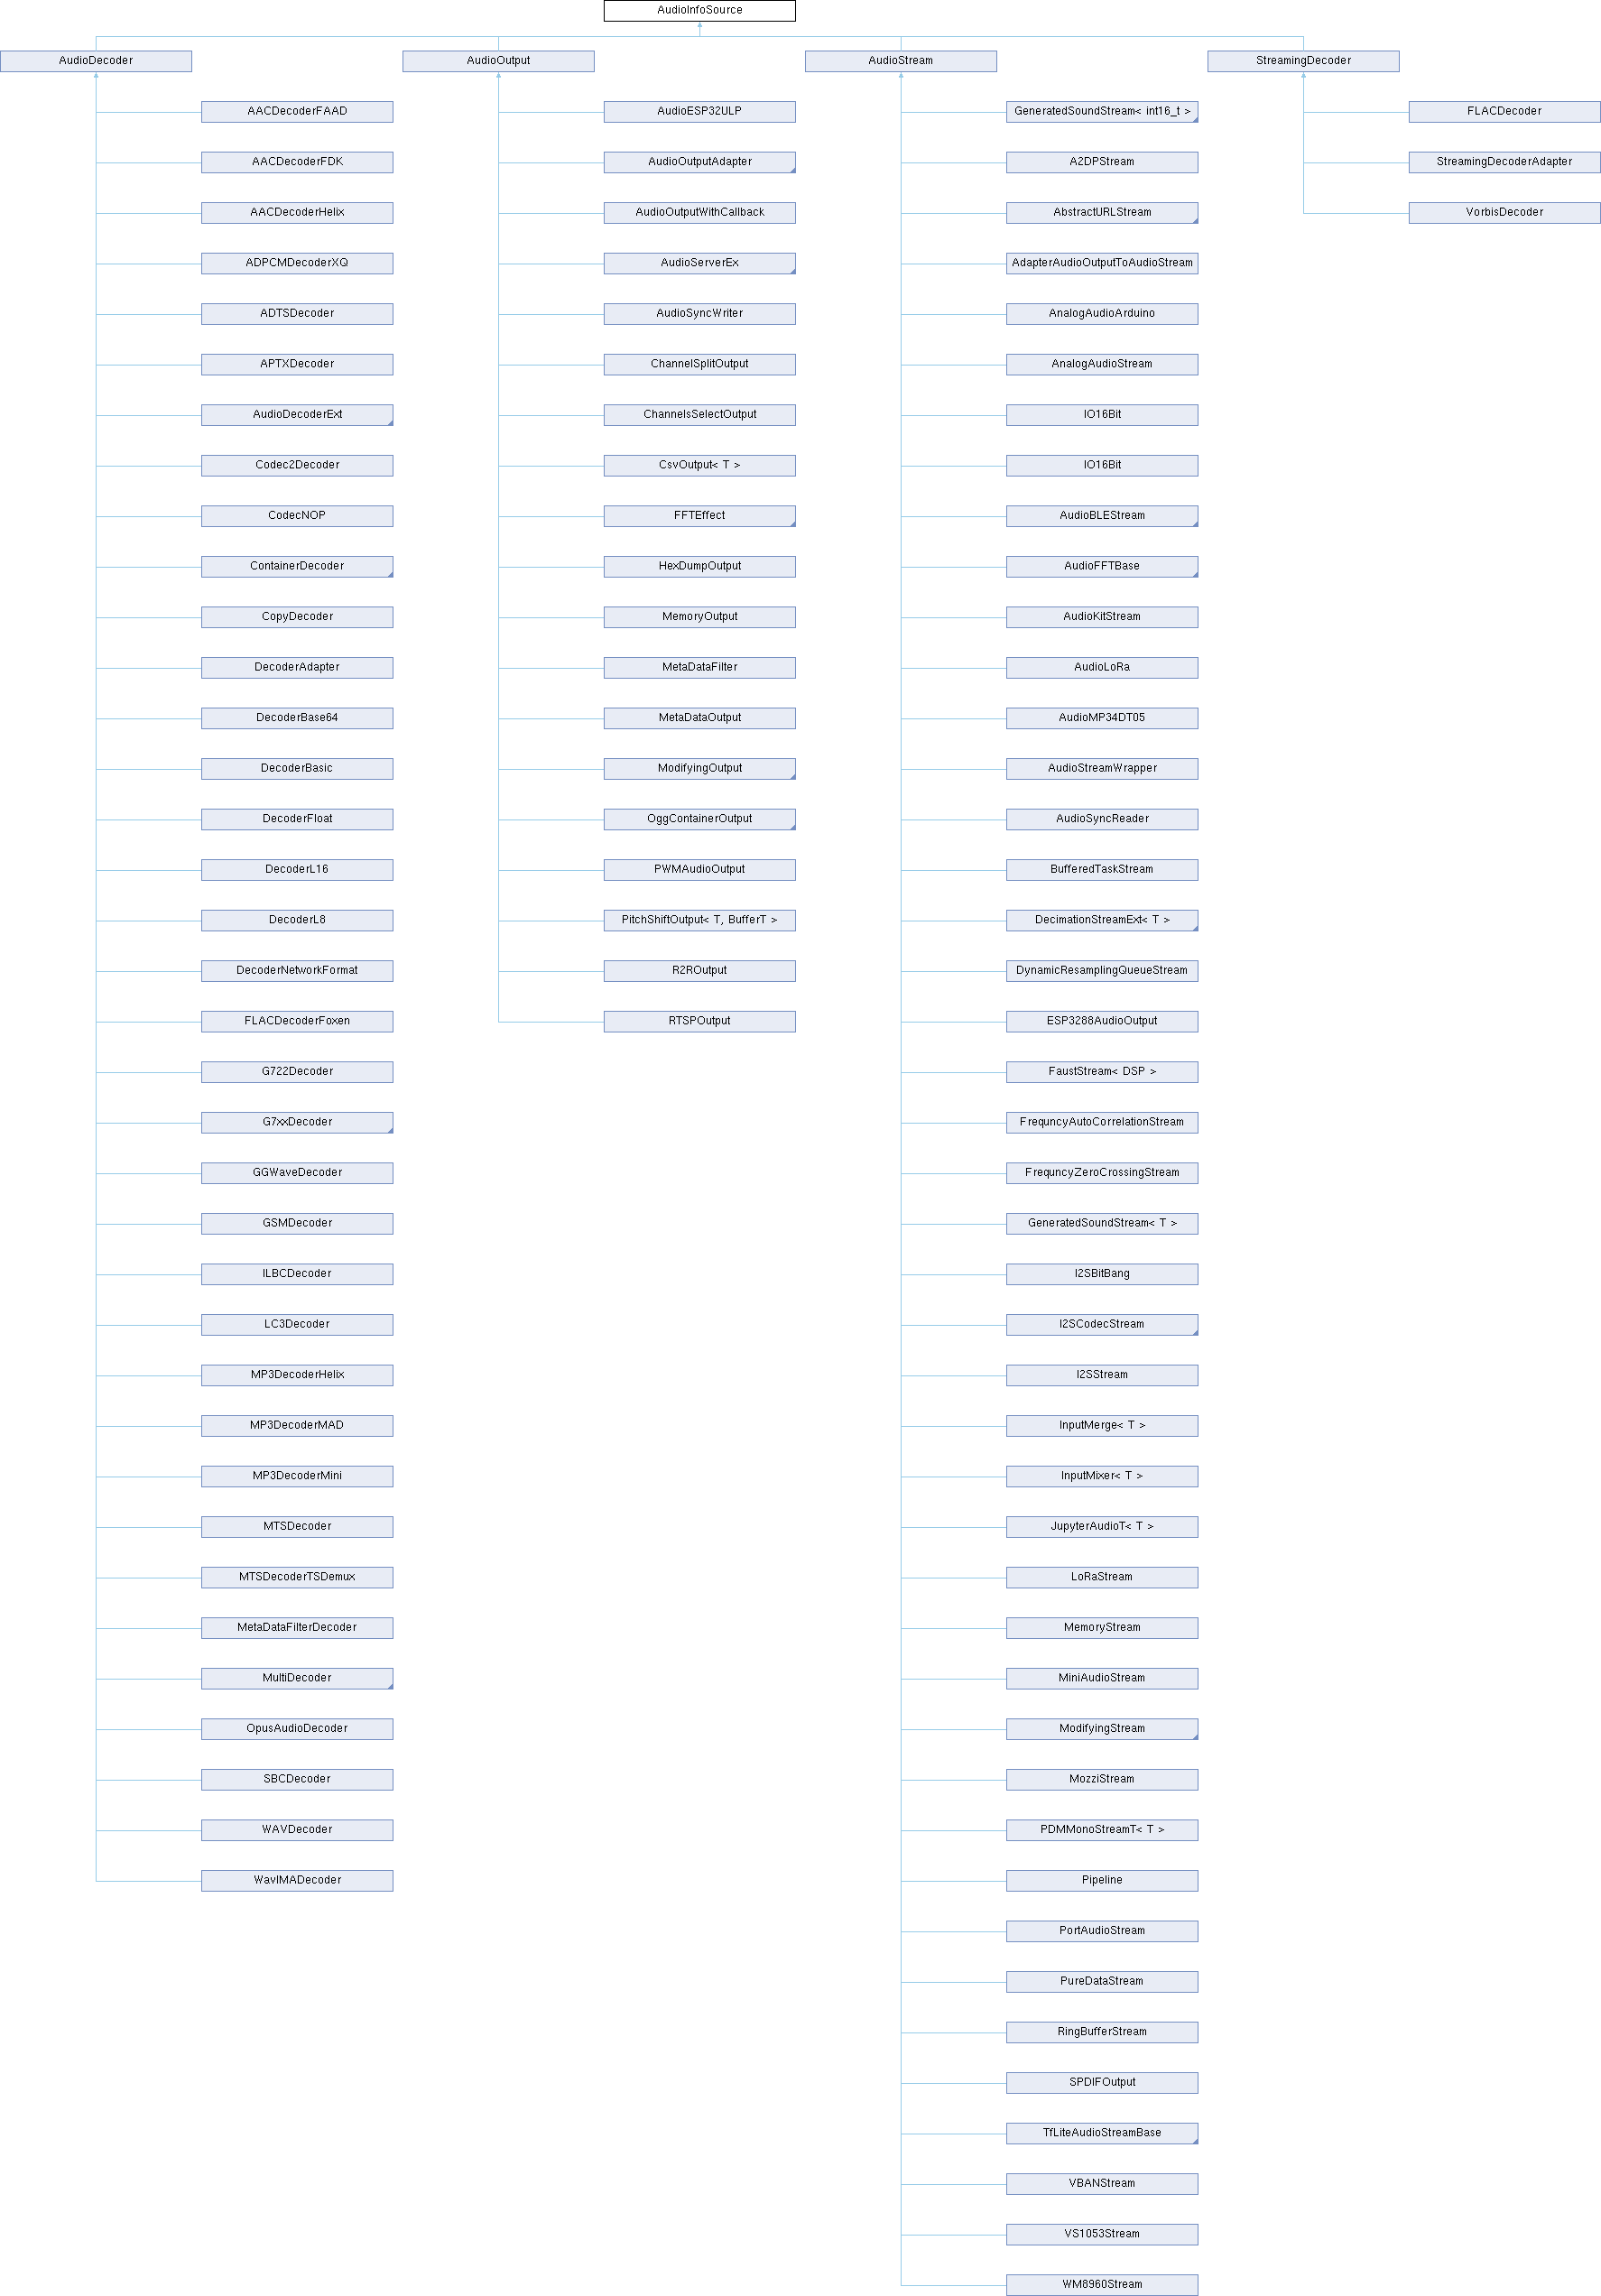 AudioInfoSource
AudioDecoder
AudioOutput
AudioStream
StreamingDecoder
AACDecoderFAAD
AudioESP32ULP
GeneratedSoundStream< int16_t >
FLACDecoder
AACDecoderFDK
AudioOutputAdapter
A2DPStream
StreamingDecoderAdapter
AACDecoderHelix
AudioOutputWithCallback
AbstractURLStream
VorbisDecoder
ADPCMDecoderXQ
AudioServerEx
AdapterAudioOutputToAudioStream
ADTSDecoder
AudioSyncWriter
AnalogAudioArduino
APTXDecoder
ChannelSplitOutput
AnalogAudioStream
AudioDecoderExt
ChannelsSelectOutput
IO16Bit
Codec2Decoder
CsvOutput< T >
IO16Bit
CodecNOP
FFTEffect
AudioBLEStream
ContainerDecoder
HexDumpOutput
AudioFFTBase
CopyDecoder
MemoryOutput
AudioKitStream
DecoderAdapter
MetaDataFilter
AudioLoRa
DecoderBase64
MetaDataOutput
AudioMP34DT05
DecoderBasic
ModifyingOutput
AudioStreamWrapper
DecoderFloat
OggContainerOutput
AudioSyncReader
DecoderL16
PWMAudioOutput
BufferedTaskStream
DecoderL8
PitchShiftOutput< T, BufferT >
DecimationStreamExt< T >
DecoderNetworkFormat
R2ROutput
DynamicResamplingQueueStream
FLACDecoderFoxen
RTSPOutput
ESP3288AudioOutput
G722Decoder
FaustStream< DSP >
G7xxDecoder
FrequncyAutoCorrelationStream
GGWaveDecoder
FrequncyZeroCrossingStream
GSMDecoder
GeneratedSoundStream< T >
ILBCDecoder
I2SBitBang
LC3Decoder
I2SCodecStream
MP3DecoderHelix
I2SStream
MP3DecoderMAD
InputMerge< T >
MP3DecoderMini
InputMixer< T >
MTSDecoder
JupyterAudioT< T >
MTSDecoderTSDemux
LoRaStream
MetaDataFilterDecoder
MemoryStream
MultiDecoder
MiniAudioStream
OpusAudioDecoder
ModifyingStream
SBCDecoder
MozziStream
WAVDecoder
PDMMonoStreamT< T >
WavIMADecoder
Pipeline
PortAudioStream
PureDataStream
RingBufferStream
SPDIFOutput
TfLiteAudioStreamBase
VBANStream
VS1053Stream
WM8960Stream